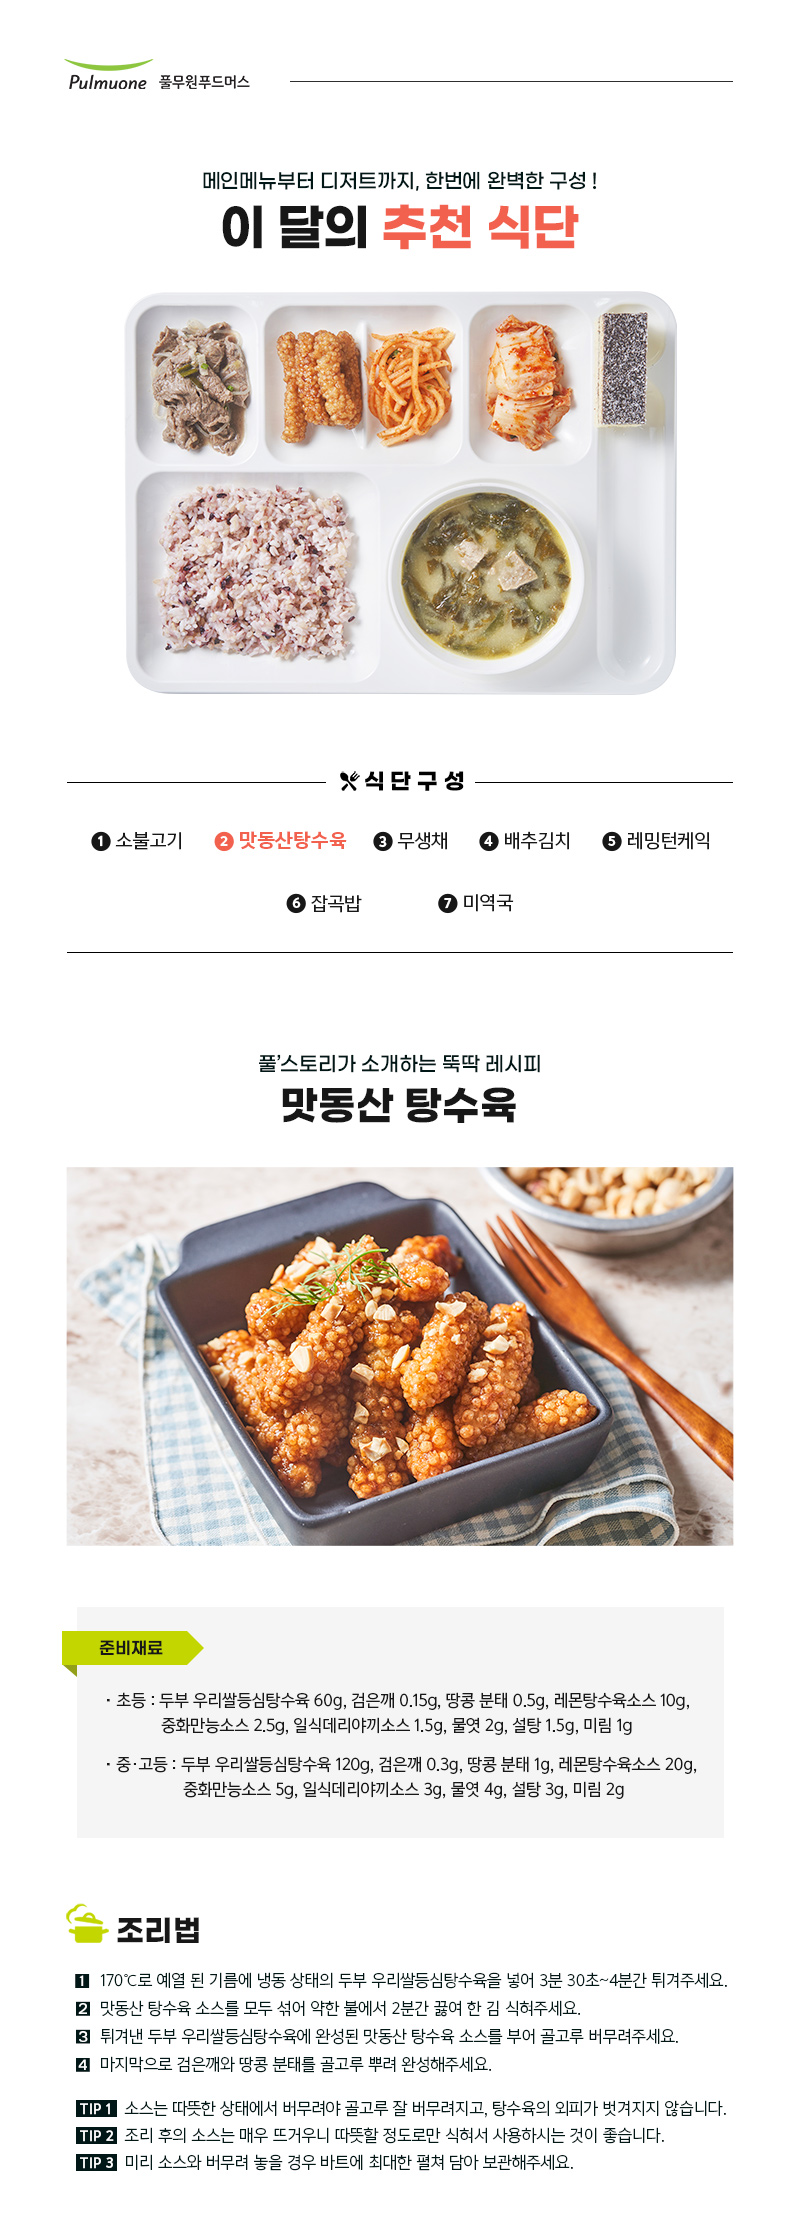 Pulmuone 풀무원푸드머스
메인메뉴부터 디저트까지, 한번에 완벽한 구성 !
이 달의 추천 식단
식단구성
1 소불고기 2 맛동산탕수육 3 무생채 4 배추김치 5 레밍턴케익
6 잡곡밥 7 미역국
풀'스토리가 소개하는 뚝딱 레시피
맛동산 탕수육
준비재료
· 초등 : 두부 우리쌀등심탕수육 60g, 검은깨 0.15g, 땅콩 분태 0.5g, 레몬탕수육소스 10g,
중화만능소스 2.5g, 일식데리야끼소스 1.5g, 물엿 2g, 설탕 1.5g, 미림 1g
· 중·고등 : 두부 우리쌀등심탕수육 120g, 검은깨 0.3g, 땅콩 분태 1g, 레몬탕수육소스 20g,
중화만능소스 5g, 일식데리야끼소스 3g, 물엿 4g, 설탕 3g, 미림 2g
조리법
1 170℃로 예열 된 기름에 냉동 상태의 두부 우리쌀등심탕수육을 넣어 3분 30초~4분간 튀겨주세요.
2 맛동산 탕수육 소스를 모두 섞어 약한 불에서 2분간 끓여 한 김 식혀주세요.
3 튀겨낸 두부 우리쌀등심탕수육에 완성된 맛동산 탕수육 소스를 부어 골고루 버무려주세요.
4 마지막으로 검은깨와 땅콩 분태를 골고루 뿌려 완성해주세요.
TIP 1 소스는 따뜻한 상태에서 버무려야 골고루 잘 버무려지고, 탕수육의 외피가 벗겨지지 않습니다.
TIP 2 조리 후의 소스는 매우 뜨거우니 따뜻할 정도로만 식혀서 사용하시는 것이 좋습니다.
TIP 3 미리 소스와 버무려 놓을 경우 바트에 최대한 펼쳐 담아 보관해주세요.